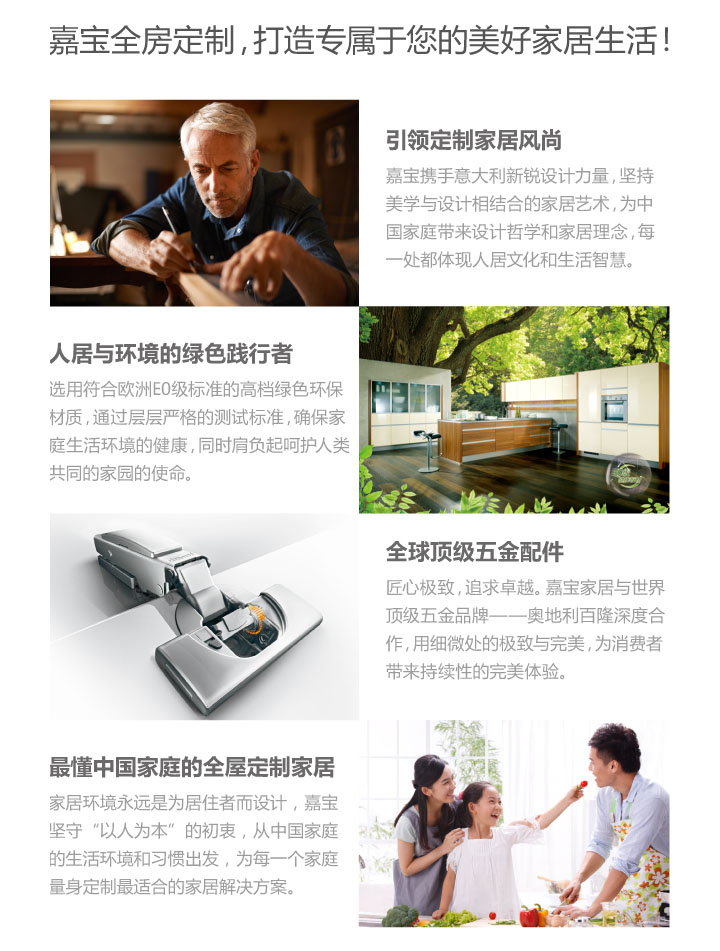 嘉宝全房定制,打造专属于您的美好家居生活!
引领定制家居风尚
嘉宝携手意大利新锐设计力量,坚持
美学与设计相结合的家居艺术,为中
国家庭带来设计哲学和家居理念,每
一处都体现人居文化和生活智慧。
人居与环境的绿色践行者
选用符合欧洲E0级标准的高档绿色环保
材质,通过层层严格的测试标准,确保家
庭生活环境的健康,同时肩负起呵护人类
共同的家园的使命。
全球顶级五金配件
匠心极致,追求卓越。嘉宝家居与世界
顶级五金品牌——奥地利百隆深度合
作,用细微处的极致与完美,为消费者
带来持续性的完美体验。
最懂中国家庭的全屋定制家居
家居环境永远是为居住者而设计,嘉宝
坚守“以人为本”的初衷,从中国家庭
的生活环境和习惯出发,为每一个家庭
量身定制最适合的家居解决方案。